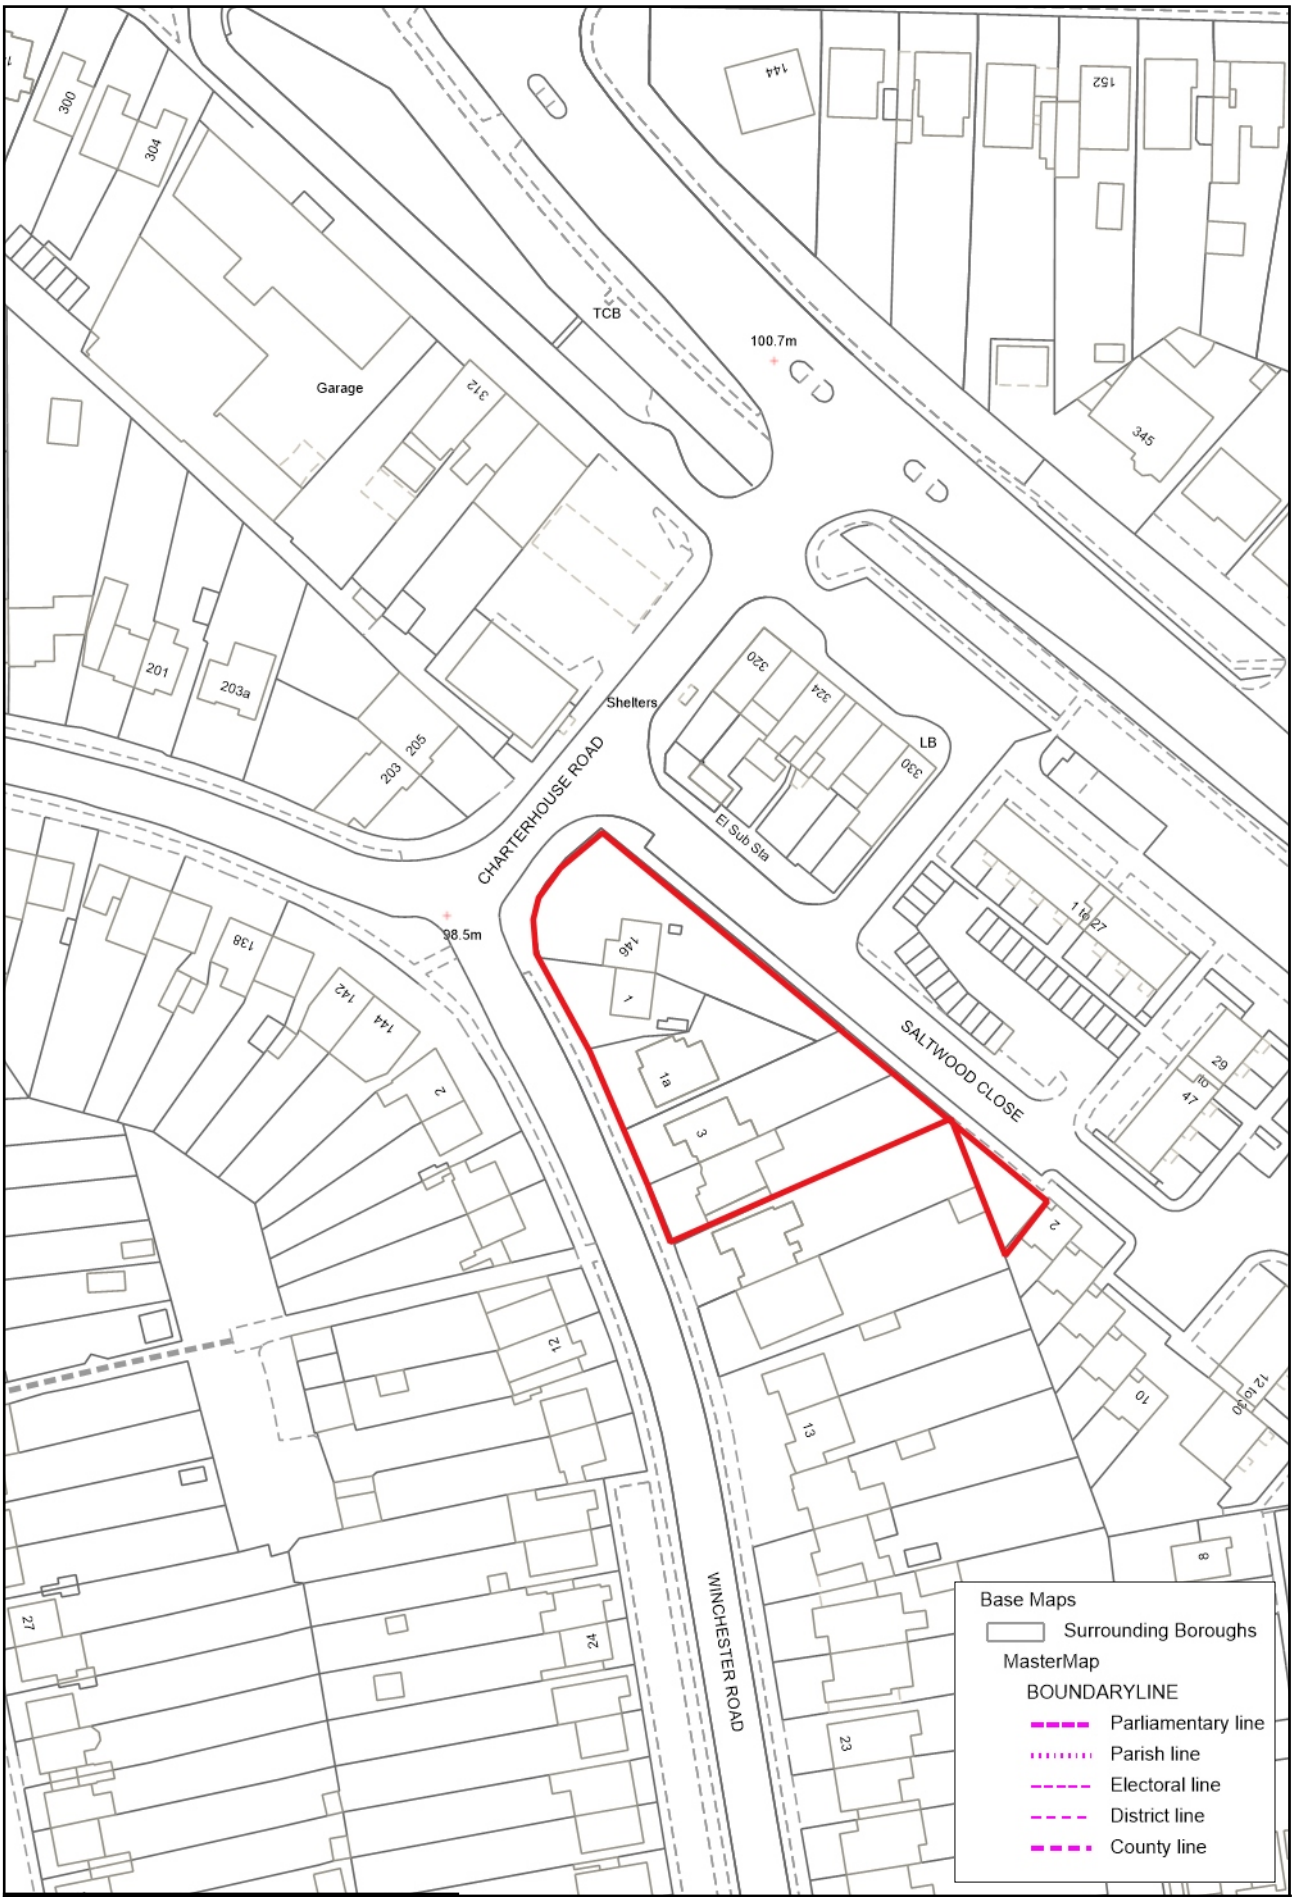 300
304
144
152
TCB
100.7m
Garage
312
345
201
203a
Shelters
320
324
330
LB
203 205
CHARTERHOUSE ROAD
El Sub Sta
1 to 27
98.5m
138
146
142
144
1
SALTWOOD CLOSE
29
to
47
1a
2
3
2
12
10
12 to 30
13
8
27
24
WINCHESTER ROAD
23
Base Maps
Surrounding Boroughs
MasterMap
BOUNDARYLINE
Parliamentary line
Parish line
Electoral line
District line
County line